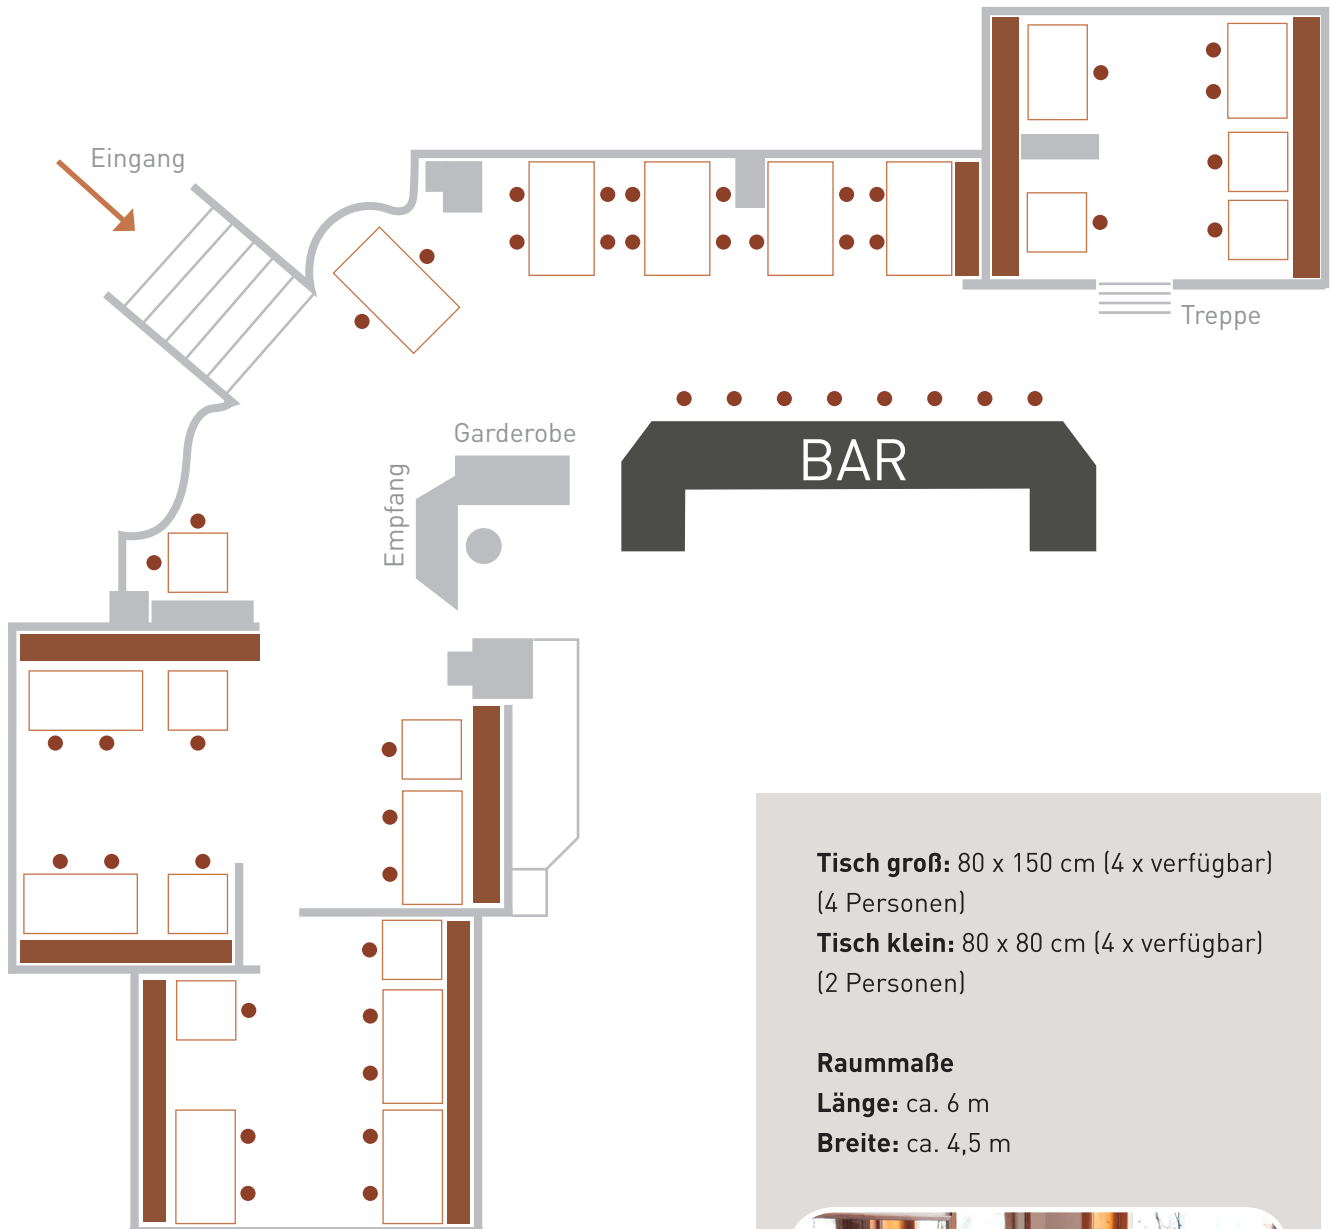 Eingang
Treppe
Garderobe
Empfang
BAR
Tisch groß: 80 x 150 cm (4 x verfügbar)
(4 Personen)
Tisch klein: 80 x 80 cm (4 x verfügbar)
(2 Personen)
Raummaße
Länge: ca. 6 m
Breite: ca. 4,5 m